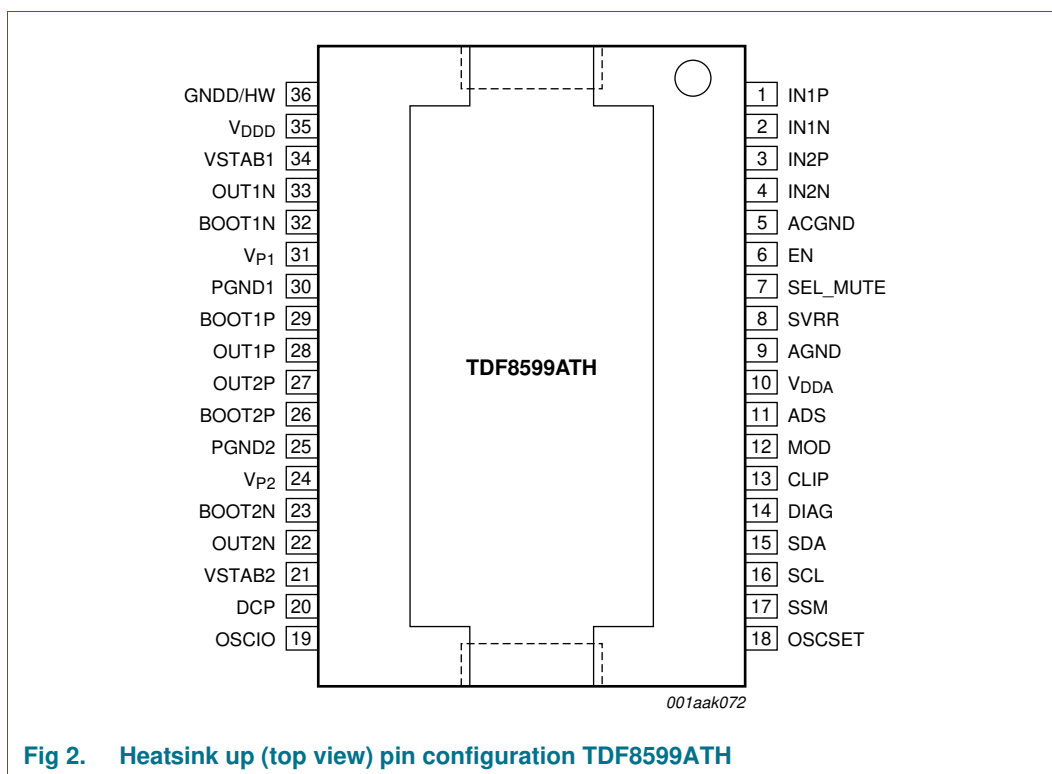 GNDD/HW 36 1 IN1P
VDDD 35 2 IN1N
VSTAB1 34 3 IN2P
OUT1N 33 4 IN2N
BOOT1N 32 5 ACGND
VP1 31 6 EN
PGND1 30 7 SEL_MUTE
BOOT1P 29 8 SVRR
OUT1P 28 9 AGND
TDF8599ATH
OUT2P 27 10 VDDA
BOOT2P 26 11 ADS
PGND2 25 12 MOD
VP2 24 13 CLIP
BOOT2N 23 14 DIAG
OUT2N 22 15 SDA
VSTAB2 21 16 SCL
DCP 20 17 SSM
OSCIO 19 18 OSCSET
001aak072
Fig 2. Heatsink up (top view) pin configuration TDF8599ATH